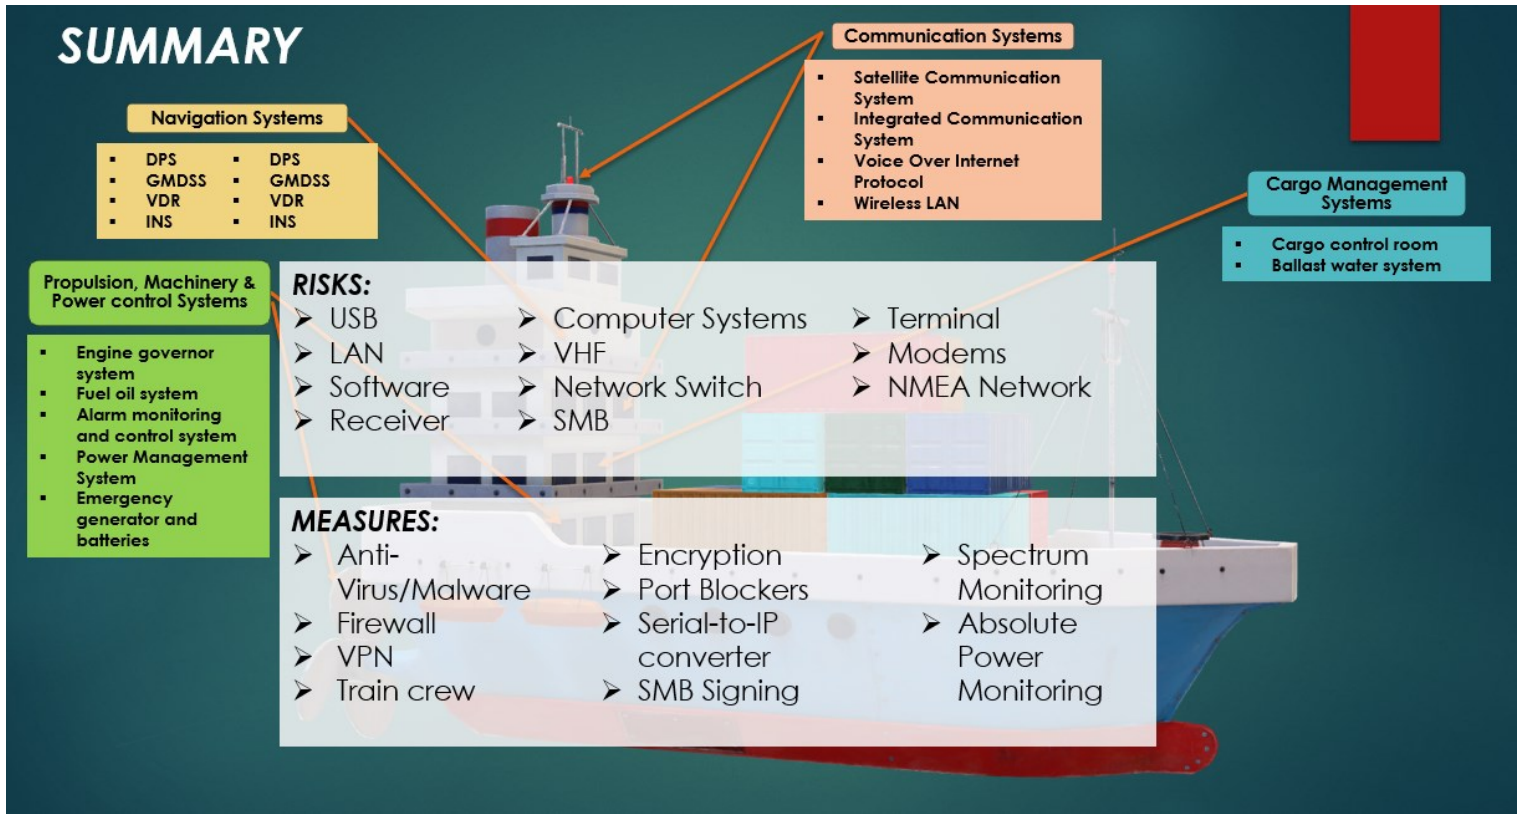 SUMMARY
Navigation Systems
DPS
GMDSS
VDR
INS
DPS
GMDSS
VDR
INS
Communication Systems
Satellite Communication
System
Integrated Communication
System
Voice Over Internet
Protocol
Wireless LAN
Cargo Management
Systems
Cargo control room
Ballast water system
Propulsion, Machinery &
Power control Systems
Engine governor
system
Fuel oil system
Alarm monitoring
and control system
Power Management
System
Emergency
generator and
batteries
RISKS:
USB
LAN
Software
Receiver
Computer Systems
VHF
Network Switch
SMB
Terminal
Modems
NMEA Network
MEASURES:
Anti-
Virus/Malware
Firewall
VPN
Train crew
Encryption
Port Blockers
Serial-to-IP
converter
SMB Signing
Spectrum
Monitoring
Absolute
Power
Monitoring